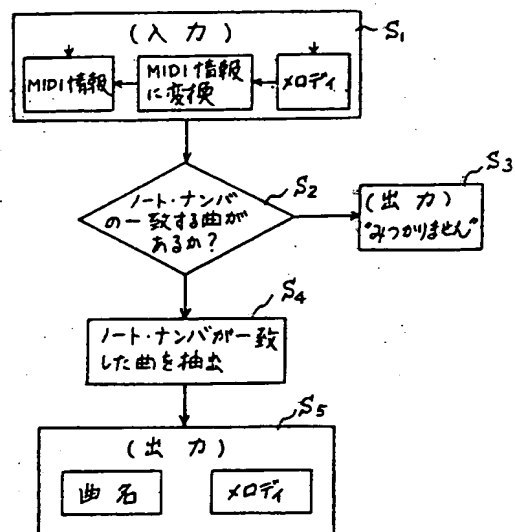 (入力)
S1
MIDI情報
MIDI情報
に変換
メロディ
ノート・ナンバ
の一致する曲が
あるか?
S2
S3
(出力)
"みつかりません"
S4
ノート・ナンバが一致
した曲を抽出
S5
(出力)
曲名
メロディ